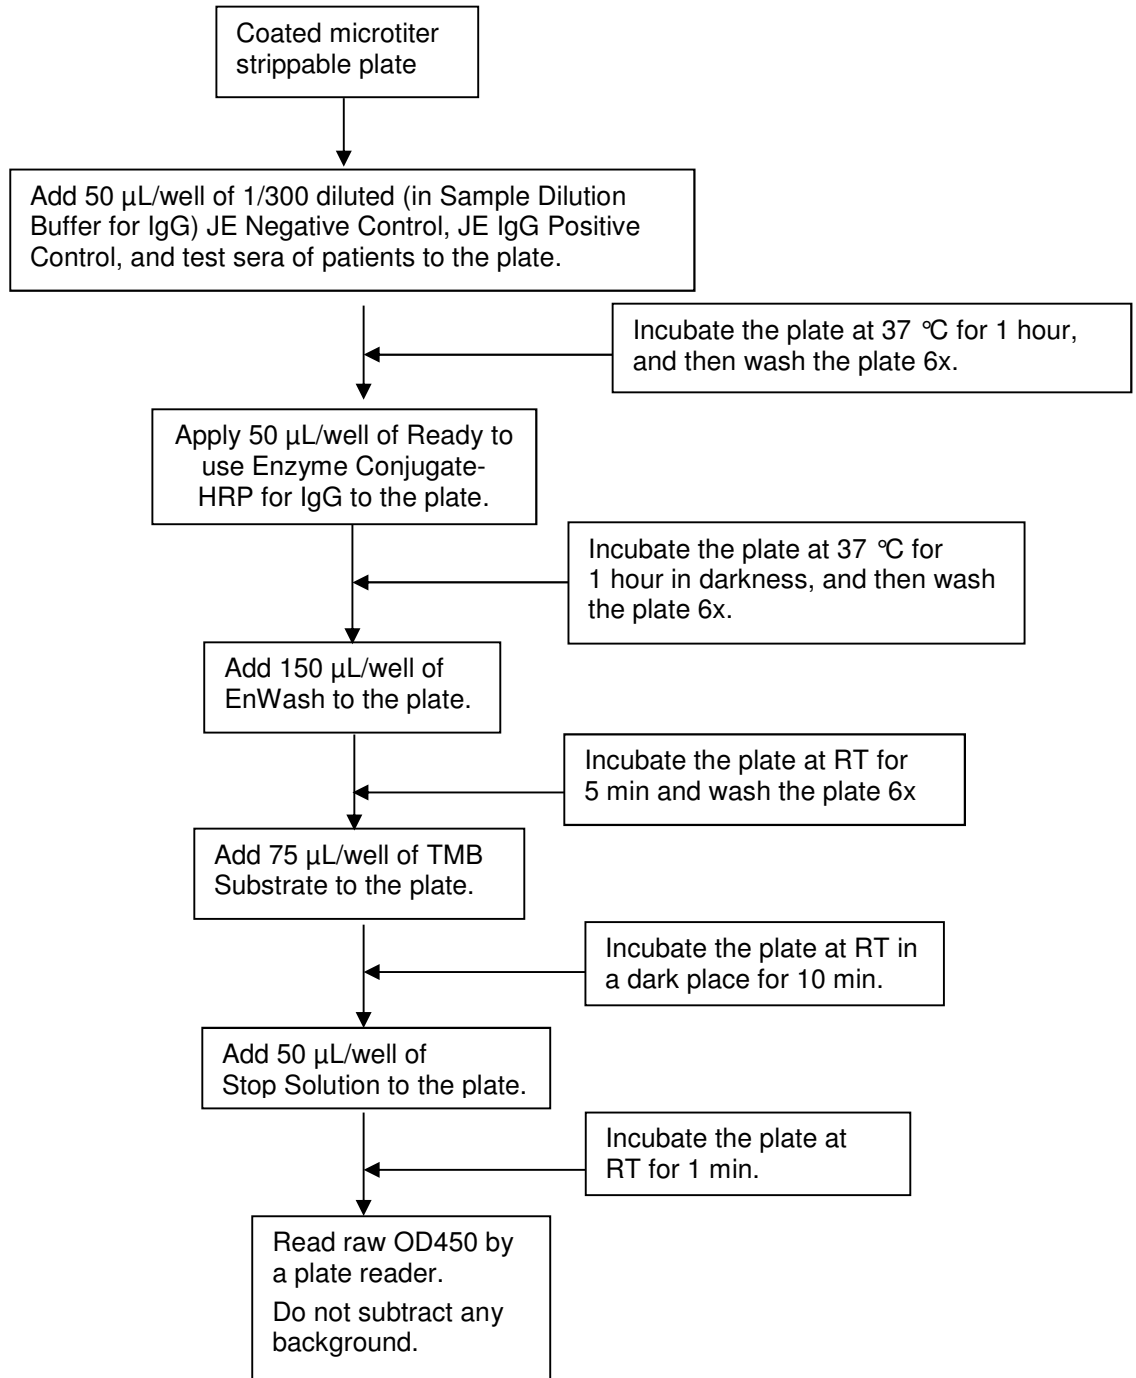 Coated microtiter
strippable plate
Add 50 µL/well of 1/300 diluted (in Sample Dilution
Buffer for IgG) JE Negative Control, JE IgG Positive
Control, and test sera of patients to the plate.
Incubate the plate at 37 °C for 1 hour,
and then wash the plate 6x.
Apply 50 µL/well of Ready to
use Enzyme Conjugate-
HRP for IgG to the plate.
Incubate the plate at 37 °C for
1 hour in darkness, and then wash
the plate 6x.
Add 150 µL/well of
EnWash to the plate.
Incubate the plate at RT for
5 min and wash the plate 6x
Add 75 µL/well of TMB
Substrate to the plate.
Incubate the plate at RT in
a dark place for 10 min.
Add 50 µL/well of
Stop Solution to the plate.
Incubate the plate at
RT for 1 min.
Read raw OD450 by
a plate reader.
Do not subtract any
background.